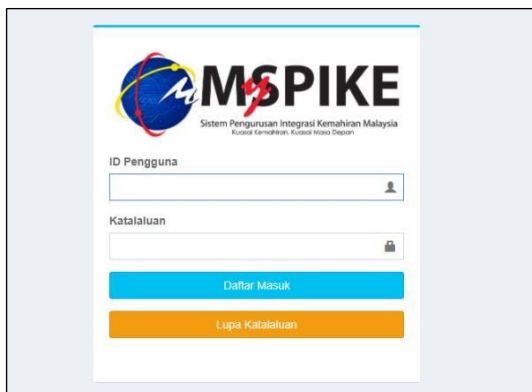 MySPIKE
Sistem Pengurusan Integrasi Kemahiran Malaysia
Kuasai Kemahiran, Kuasai Masa Depan
ID Pengguna
Katalaluan
Daftar Masuk
Lupa Katalaluan